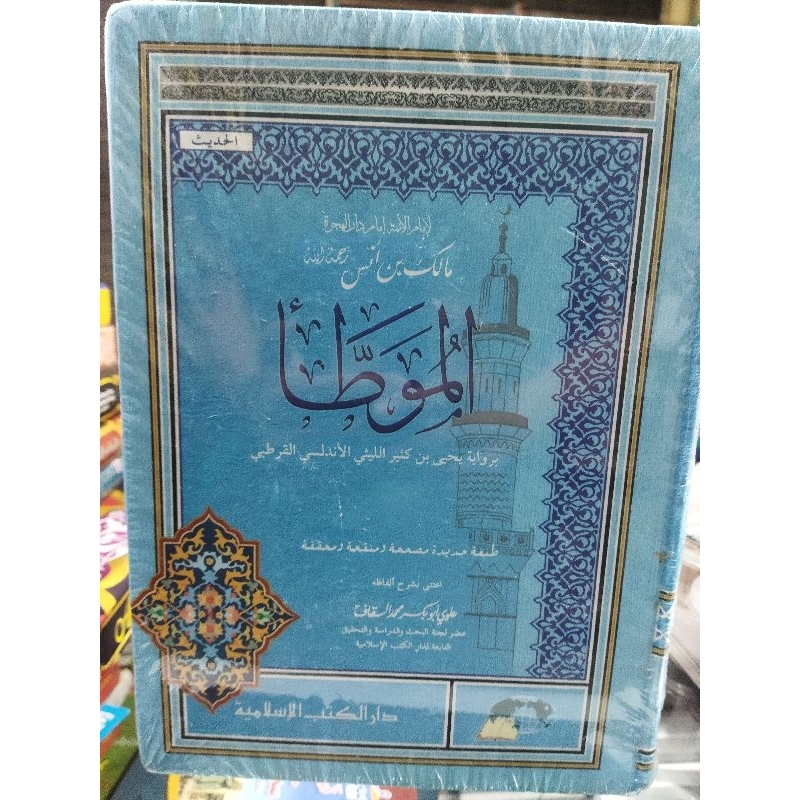 الحديث
لإمام الأئمة إمام دار الهجرة
مالك بن أنس رحمه الله
الموَطَّأ
برواية يحيى بن كثير الليثي الأندلسي القرطبي
طبعة جديدة مصححة ومنقحة ومحققة
اعتنى بشرح ألفاظه
علوي أبو بكر محمد السقاف
عضو لجنة البحث والدراسة والتحقيق
التابعة لدار الكتب الإسلامية
دار الكتب الإسلامية